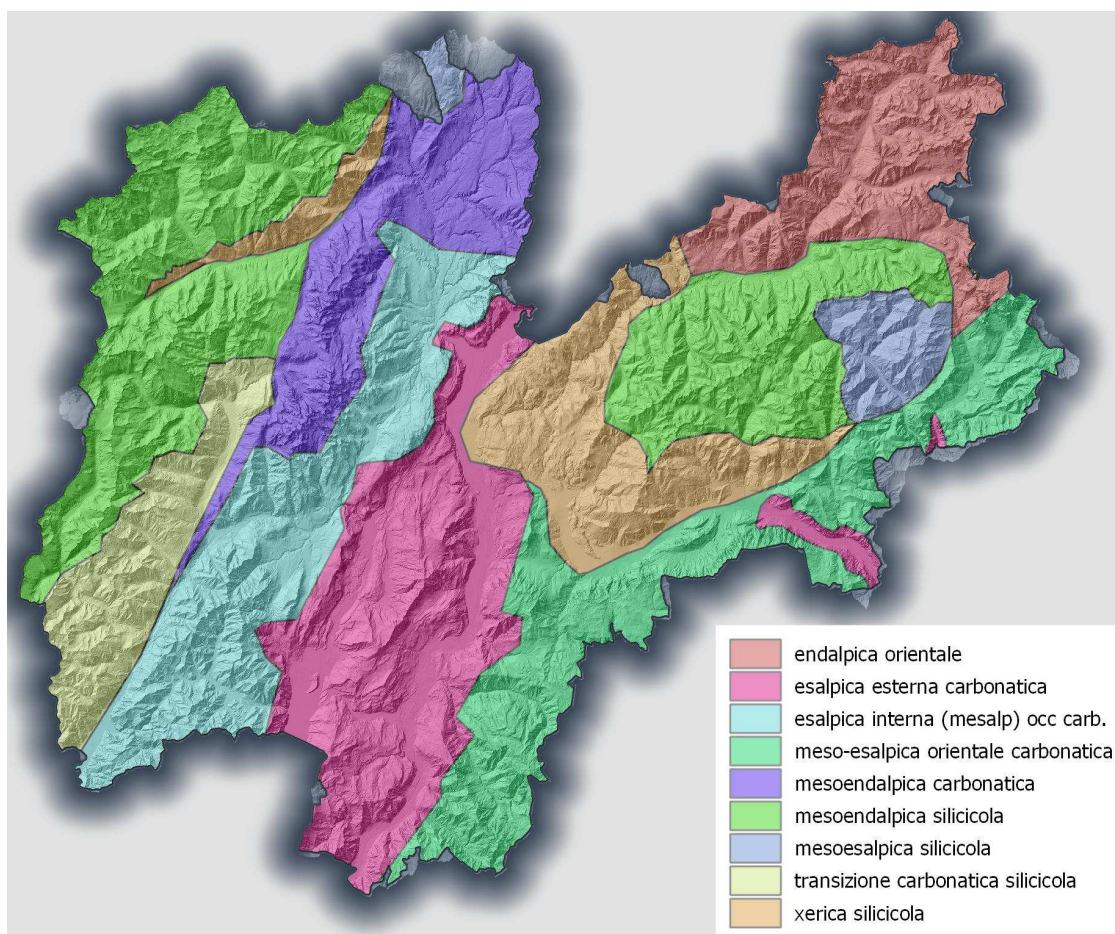 endalpica orientale
esalpica esterna carbonatica
esalpica interna (mesalp) occ carb.
meso-esalpica orientale carbonatica
mesoendalpica carbonatica
mesoendalpica silicicola
mesoesalpica silicicola
transizione carbonatica silicicola
xerica silicicola